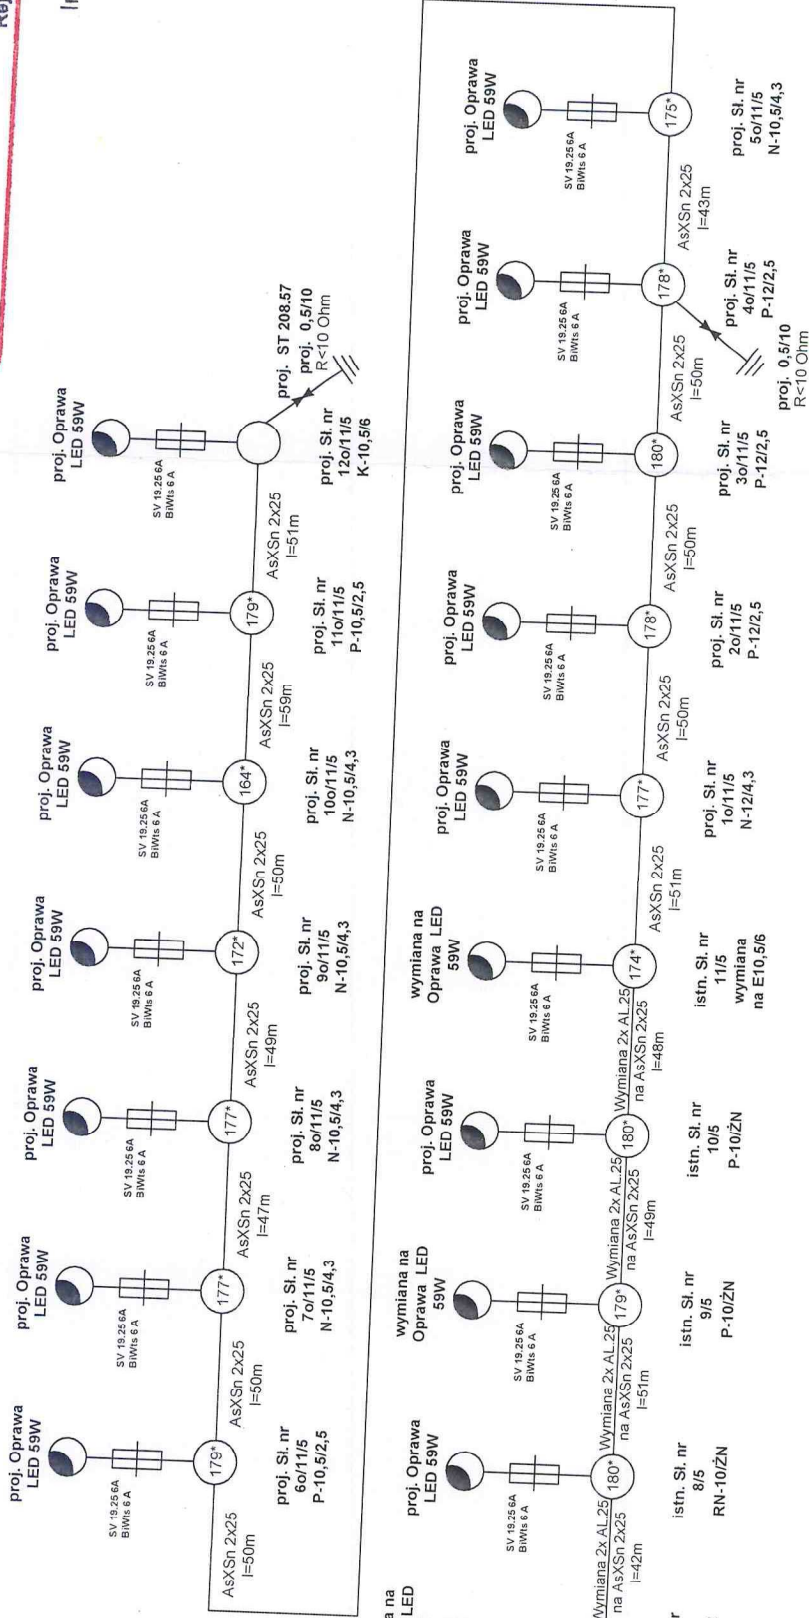 Rej
proj. Oprawa
LED 59W
SV 19.25 6A
BiWts 6 A
179*
AsXSn 2x25
l=50m
proj. Sł. nr
6o/11/5
P-10,5/2,5
proj. Oprawa
LED 59W
SV 19.25 6A
BiWts 6 A
177*
AsXSn 2x25
l=50m
proj. Sł. nr
7o/11/5
N-10,5/4,3
proj. Oprawa
LED 59W
SV 19.25 6A
BiWts 6 A
177*
AsXSn 2x25
l=47m
proj. Sł. nr
8o/11/5
N-10,5/4,3
proj. Oprawa
LED 59W
SV 19.25 6A
BiWts 6 A
172*
AsXSn 2x25
l=49m
proj. Sł. nr
9o/11/5
N-10,5/4,3
proj. Oprawa
LED 59W
SV 19.25 6A
BiWts 6 A
164*
AsXSn 2x25
l=50m
proj. Sł. nr
10o/11/5
N-10,5/4,3
proj. Oprawa
LED 59W
SV 19.25 6A
BiWts 6 A
179*
AsXSn 2x25
l=59m
proj. Sł. nr
11o/11/5
P-10,5/2,5
proj. Oprawa
LED 59W
SV 19.25 6A
BiWts 6 A
AsXSn 2x25
l=51m
proj. Sł. nr
12o/11/5
K-10,5/6
proj. ST 208.57
proj. 0,5/10
R<10 Ohm
a na
LED
Wymiana 2x AL.25
na AsXSn 2x25
l=42m
r
proj. Oprawa
LED 59W
SV 19.25 6A
BiWts 6 A
180*
istn. Sł. nr
8/5
RN-10/ŻN
Wymiana 2x AL.25
na AsXSn 2x25
l=51m
wymiana na
Oprawa LED
59W
SV 19.25 6A
BiWts 6 A
179*
istn. Sł. nr
9/5
P-10/ŻN
Wymiana 2x AL.25
na AsXSn 2x25
l=49m
proj. Oprawa
LED 59W
SV 19.25 6A
BiWts 6 A
180*
istn. Sł. nr
10/5
P-10/ŻN
Wymiana 2x AL.25
na AsXSn 2x25
l=48m
wymiana na
Oprawa LED
59W
SV 19.25 6A
BiWts 6 A
174*
istn. Sł. nr
11/5
wymiana
na E10,5/6
AsXSn 2x25
l=51m
proj. Oprawa
LED 59W
SV 19.25 6A
BiWts 6 A
177*
proj. Sł. nr
1o/11/5
N-12/4,3
AsXSn 2x25
l=50m
proj. Oprawa
LED 59W
SV 19.25 6A
BiWts 6 A
178*
proj. Sł. nr
2o/11/5
P-12/2,5
AsXSn 2x25
l=50m
proj. Oprawa
LED 59W
SV 19.25 6A
BiWts 6 A
180*
proj. Sł. nr
3o/11/5
P-12/2,5
AsXSn 2x25
l=50m
proj. Oprawa
LED 59W
SV 19.25 6A
BiWts 6 A
178*
proj. Sł. nr
4o/11/5
P-12/2,5
proj. 0,5/10
R<10 Ohm
AsXSn 2x25
l=43m
proj. Oprawa
LED 59W
SV 19.25 6A
BiWts 6 A
175*
proj. Sł. nr
5o/11/5
N-10,5/4,3